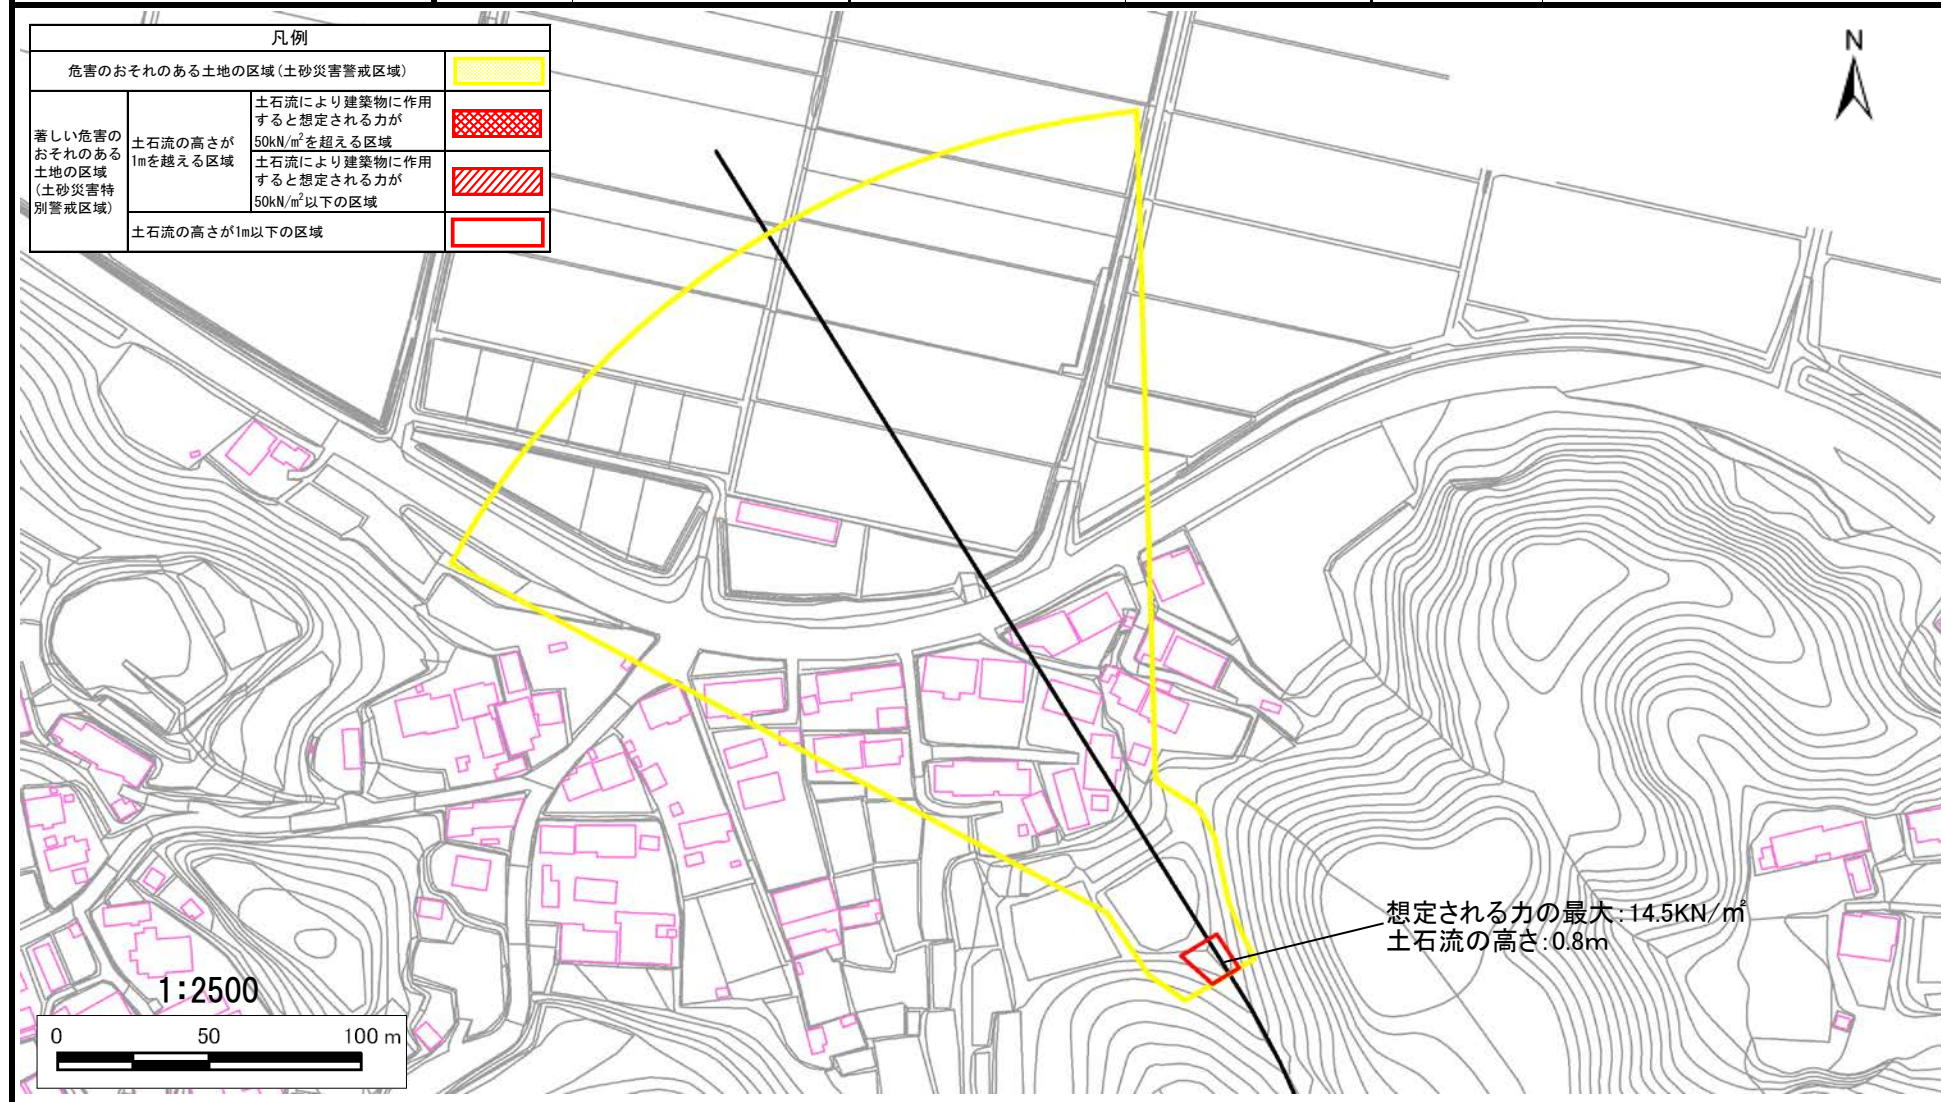 凡例
危害のおそれのある土地の区域(土砂災害警戒区域)
著しい危害の
おそれのある
土地の区域
(土砂災害特
別警戒区域)
土石流の高さが
1mを越える区域
土石流により建築物に作用
すると想定される力が
50kN/m²を超える区域
土石流により建築物に作用
すると想定される力が
50kN/m²以下の区域
土石流の高さが1m以下の区域
N
想定される力の最大:14.5KN/㎡
土石流の高さ:0.8m
1:2500
0 50 100 m